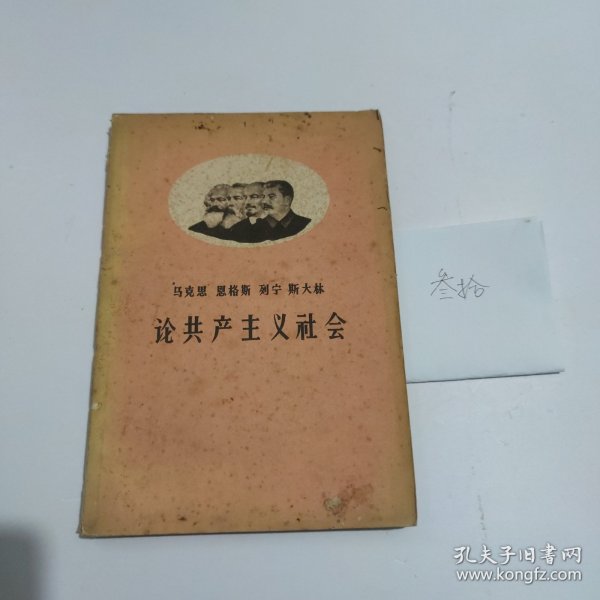 马克思 恩格斯 列宁 斯大林
论共产主义社会
叁拾
孔夫子旧书网
www.kongfz.com